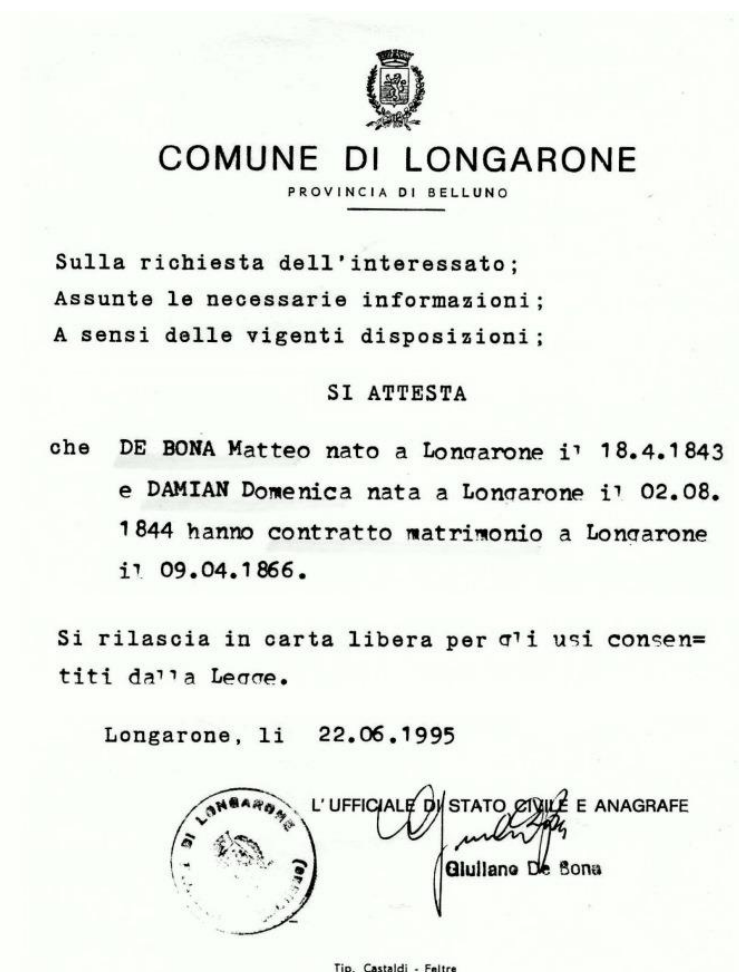 COMUNE DI LONGARONE
PROVINCIA DI BELLUNO
Sulla richiesta dell'interessato;
Assunte le necessarie informazioni;
A sensi delle vigenti disposizioni;
SI ATTESTA
che DE BONA Matteo nato a Longarone il 18.4.1843
e DAMIAN Domenica nata a Longarone il 02.08.
1844 hanno contratto matrimonio a Longarone
il 09.04.1866.
Si rilascia in carta libera per gli usi consen=
titi dalla Legge.
Longarone, li 22.06.1995
L'UFFICIALE DI STATO CIVILE E ANAGRAFE
Giuliano De Bona
DI LONGARONE
Tip. Castaldi - Feltre